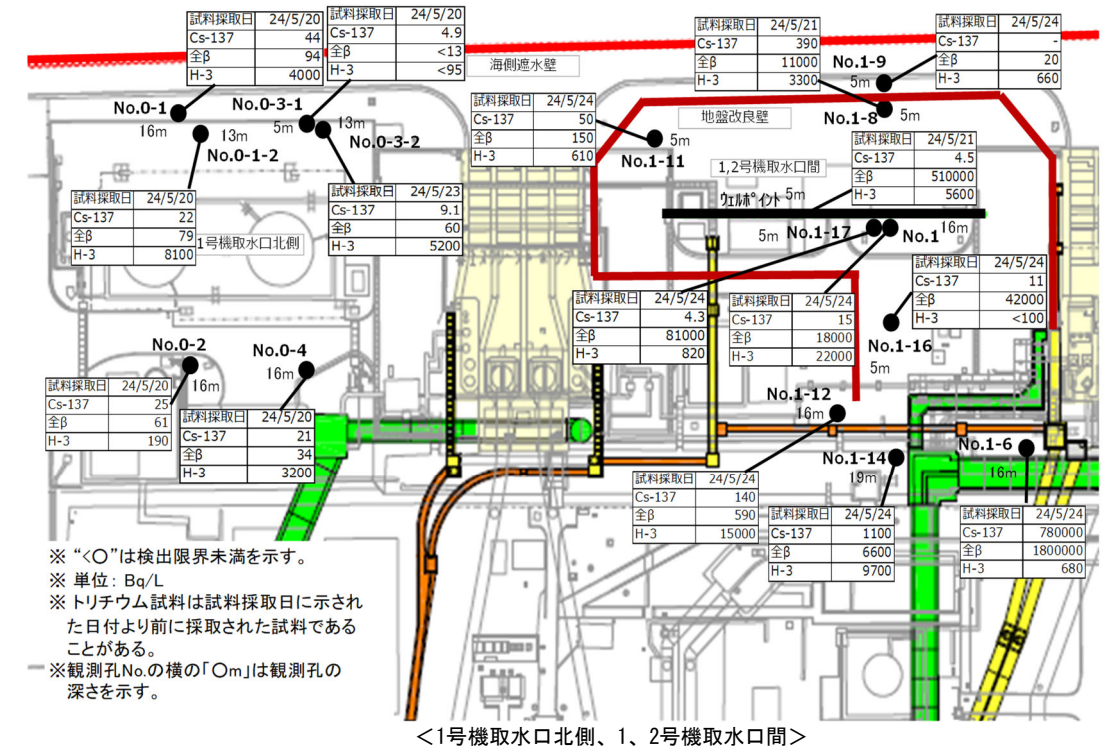 試料採取日 24/5/20
Cs-137 44
全β 94
H-3 4000
試料採取日 24/5/20
Cs-137 4.9
全β <13
H-3 <95
試料採取日 24/5/21
Cs-137 390
全β 11000
H-3 3300
試料採取日 24/5/24
Cs-137 -
全β 20
H-3 660
海側遮水壁
No.0-1
16m
No.0-3-1
5m
13m
No.0-1-2
13m
No.0-3-2
No.1-9
5m
No.1-8
5m
試料採取日 24/5/24
Cs-137 50
全β 150
H-3 610
5m
No.1-11
地盤改良壁
試料採取日 24/5/21
Cs-137 4.5
全β 510000
H-3 5600
1,2号機取水口間
ウェルポイント 5m
試料採取日 24/5/20
Cs-137 22
全β 79
H-3 8100
試料採取日 24/5/23
Cs-137 9.1
全β 60
H-3 5200
1号機取水口北側
5m No.1-17
No.1 16m
試料採取日 24/5/24
Cs-137 11
全β 42000
H-3 <100
試料採取日 24/5/24
Cs-137 4.3
全β 81000
H-3 820
試料採取日 24/5/24
Cs-137 15
全β 18000
H-3 22000
No.1-16
5m
No.0-2
16m
No.0-4
16m
試料採取日 24/5/20
Cs-137 25
全β 61
H-3 190
試料採取日 24/5/20
Cs-137 21
全β 34
H-3 3200
No.1-12
16m
No.1-14
19m
No.1-6
16m
試料採取日 24/5/24
Cs-137 140
全β 590
H-3 15000
試料採取日 24/5/24
Cs-137 1100
全β 6600
H-3 9700
試料採取日 24/5/24
Cs-137 780000
全β 1800000
H-3 680
※ “<〇”は検出限界未満を示す。
※ 単位: Bq/L
※ トリチウム試料は試料採取日に示され
た日付より前に採取された試料である
ことがある。
※観測孔No.の横の「〇m」は観測孔の
深さを示す。
<1号機取水口北側、1、2号機取水口間>